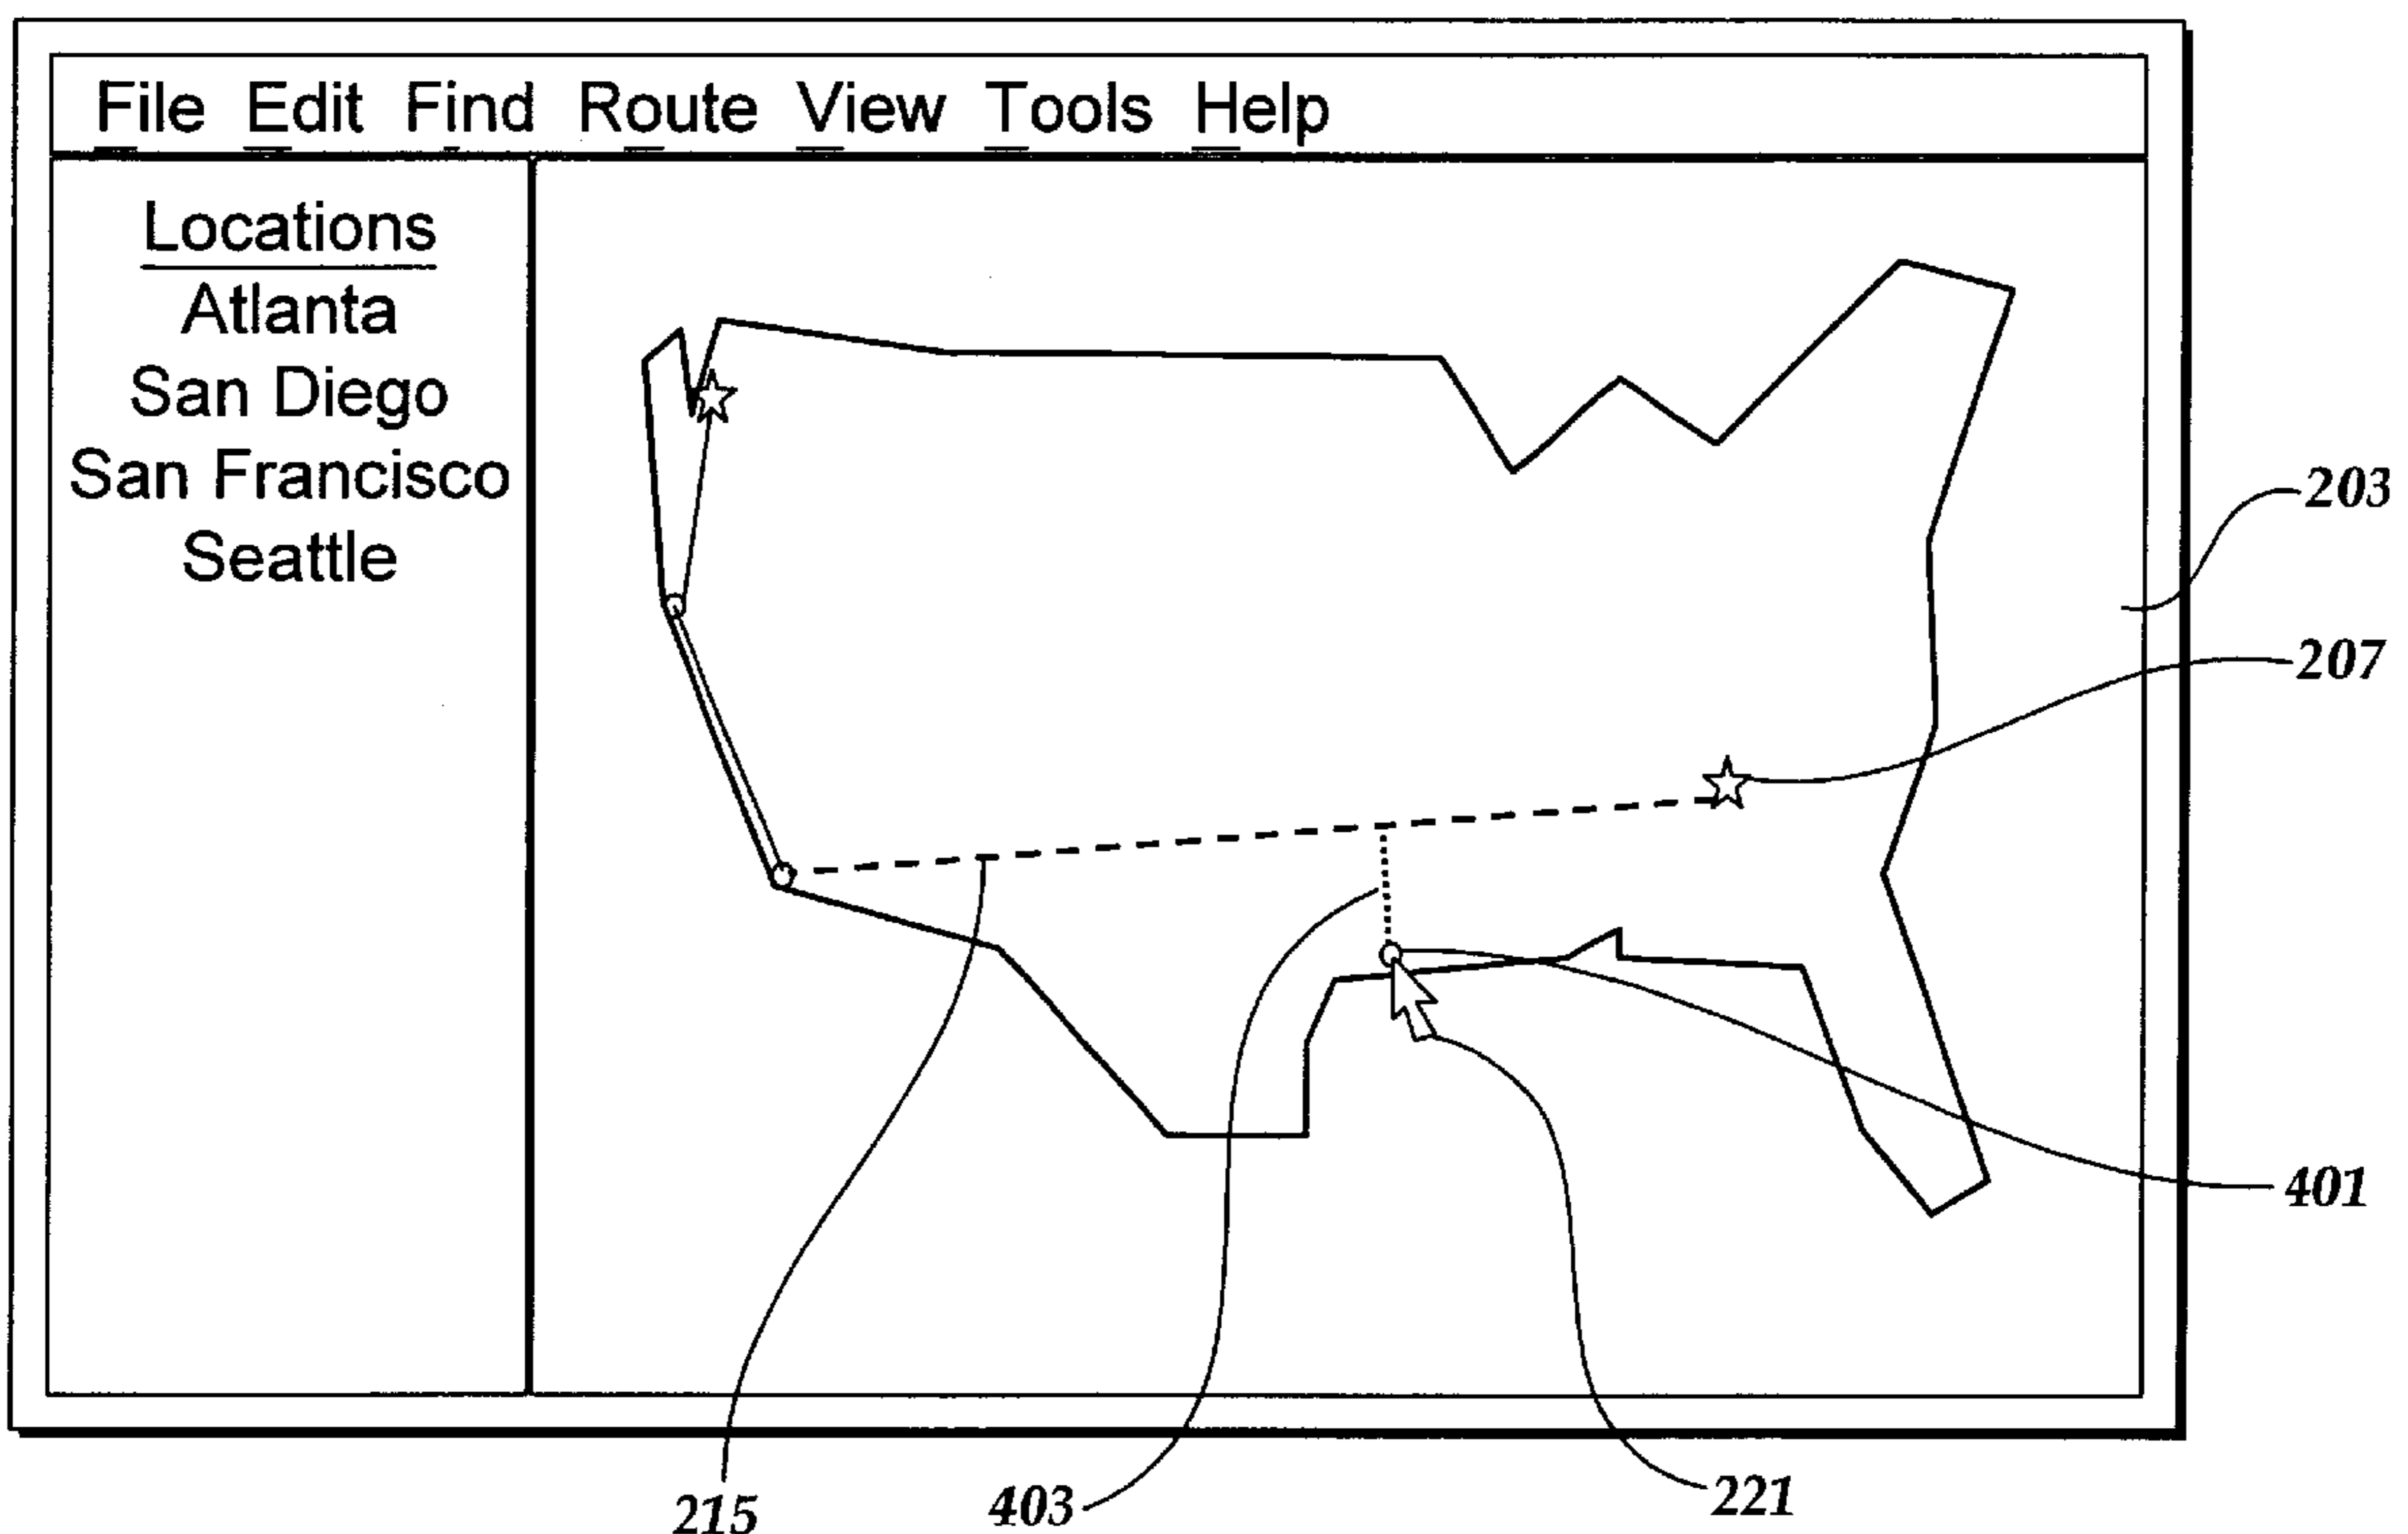 File Edit Find Route View Tools Help
Locations
Atlanta
San Diego
San Francisco
Seattle
203
207
401
221
403
215